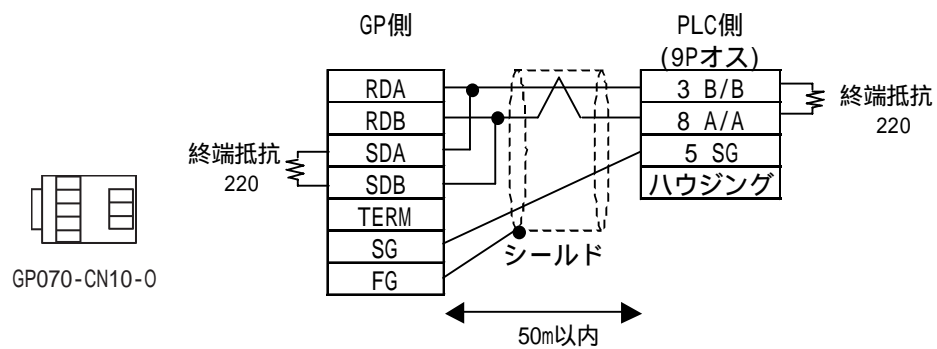 GP側
PLC側
(9Pオス)
RDA
RDB
SDA
SDB
TERM
SG
FG
3 B/B
8 A/A
5 SG
ハウジング
終端抵抗
220
終端抵抗
220
シールド
50m以内
GP070-CN10-O